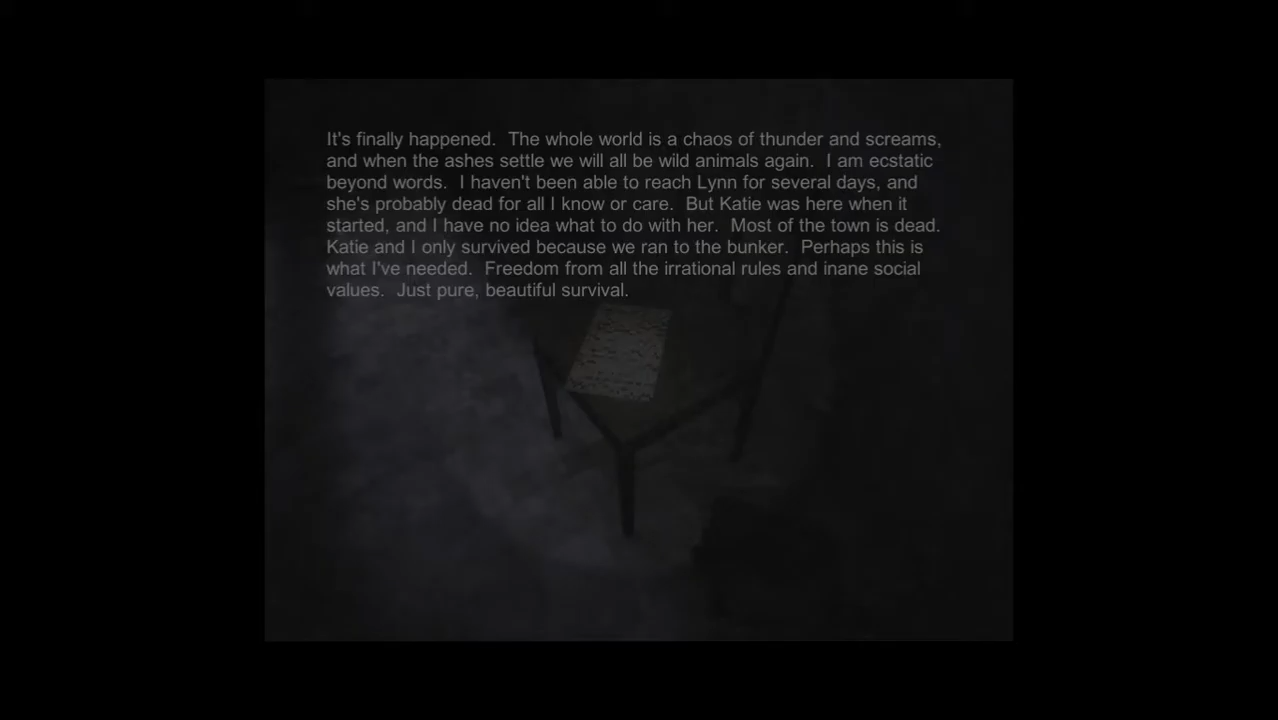 It's finally happened.  The whole world is a chaos of thunder and screams,
and when the ashes settle we will all be wild animals again.  I am ecstatic
beyond words.  I haven't been able to reach Lynn for several days, and
she's probably dead for all I know or care.  But Katie was here when it
started, and I have no idea what to do with her.  Most of the town is dead.
Katie and I only survived because we ran to the bunker.  Perhaps this is
what I've needed.  Freedom from all the irrational rules and inane social
values.  Just pure, beautiful survival.